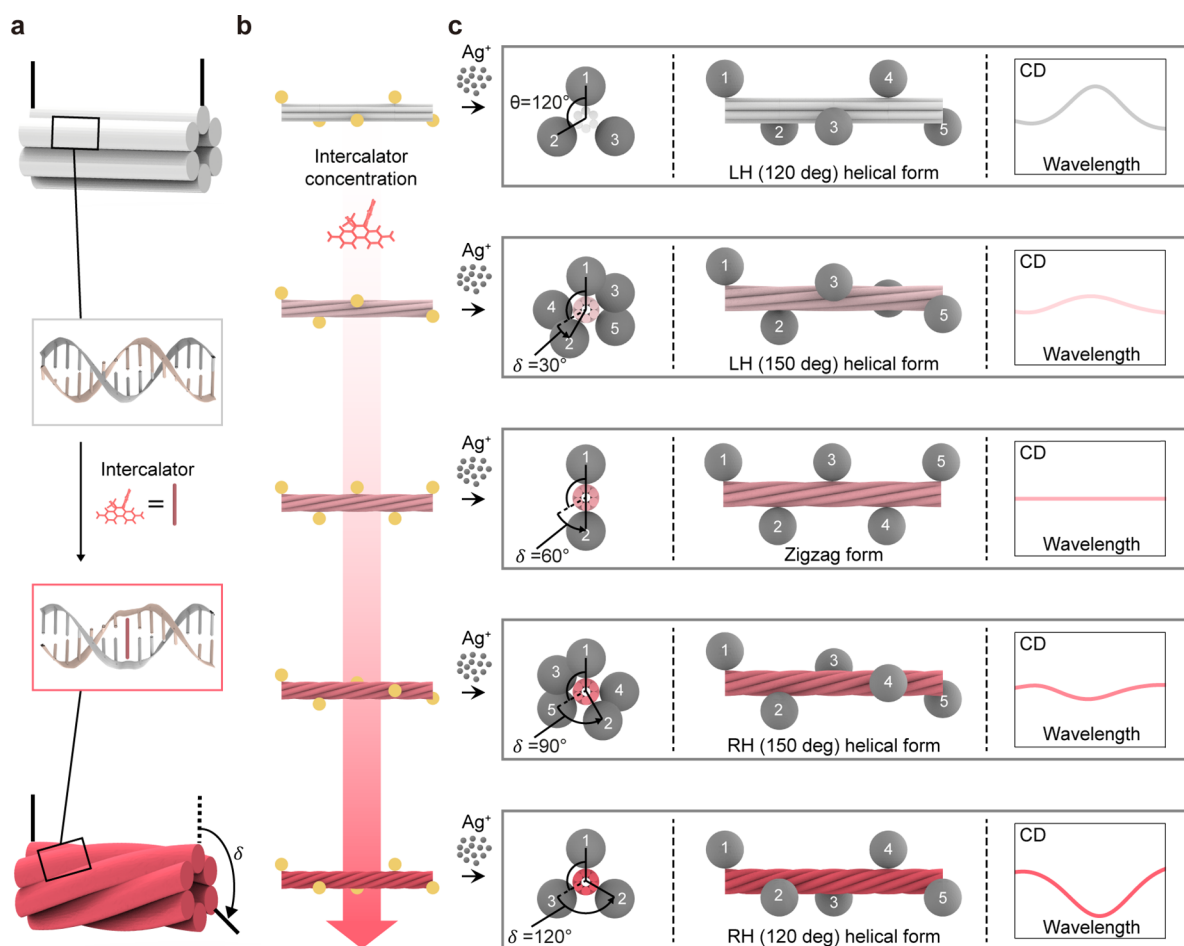 a
Intercalator
=
δ
b
Intercalator
concentration
c
Ag⁺
1
θ=120°
2
3
1
4
2
3
5
LH (120 deg) helical form
CD
Wavelength
Ag⁺
1
3
4
5
2
δ =30°
1
3
2
5
LH (150 deg) helical form
CD
Wavelength
Ag⁺
1
2
δ =60°
1
3
5
2
4
Zigzag form
CD
Wavelength
Ag⁺
1
3
4
5
2
δ =90°
1
3
4
2
5
RH (150 deg) helical form
CD
Wavelength
Ag⁺
1
3
2
δ =120°
1
4
2
3
5
RH (120 deg) helical form
CD
Wavelength